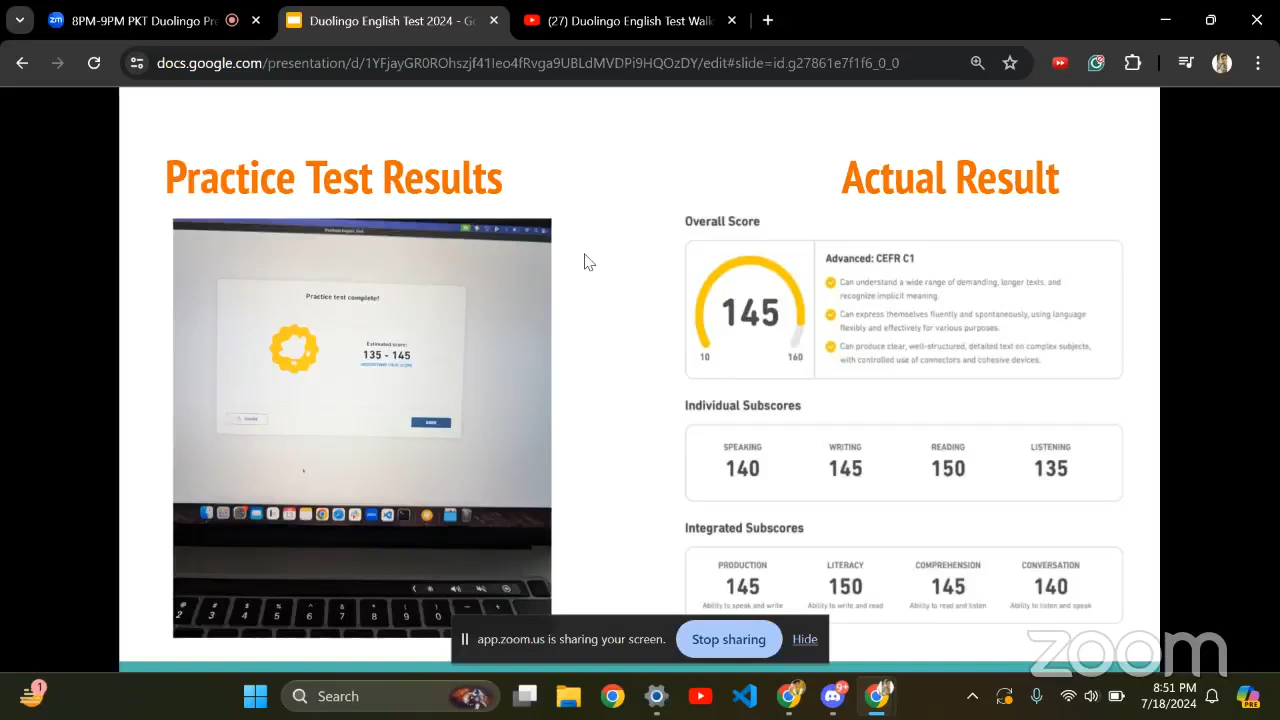 8PM-9PM PKT Duolingo Pr
Duolingo English Test 2024 - Go
(27) Duolingo English Test Walk
docs.google.com/presentation/d/1YFjayGR0ROhszjf41Ieo4fRvga9UBLdMVDPi9HQOzDY/edit#slide=id.g27861e7f1f6_0_0
Practice Test Results
Actual Result
Practice test complete!
Estimated score:
135 - 145
Overall Score
145
10
160
Advanced: CEFR C1
Can understand a wide range of demanding, longer texts, and
recognize implicit meaning.
Can express themselves fluently and spontaneously, using language
flexibly and effectively for various purposes.
Can produce clear, well-structured, detailed text on complex subjects,
with controlled use of connectors and cohesive devices.
Individual Subscores
SPEAKING WRITING READING LISTENING
140 145 150 135
Integrated Subscores
PRODUCTION LITERACY COMPREHENSION CONVERSATION
145 150 145 140
Ability to speak and write Ability to write and read Ability to read and listen Ability to listen and speak
app.zoom.us is sharing your screen. Stop sharing Hide
zoom
Search
8:51 PM
7/18/2024